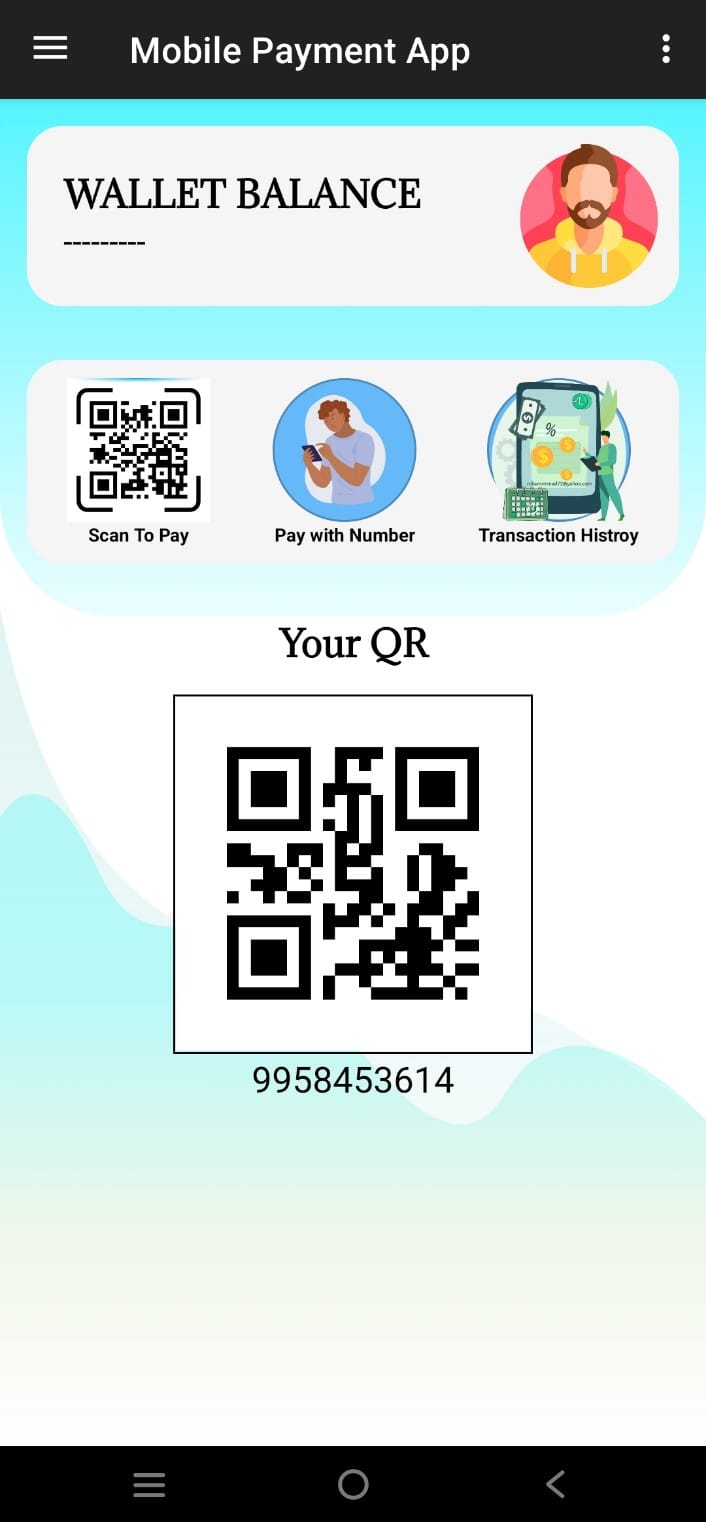 Mobile Payment App
WALLET BALANCE
---------
%
Scan To Pay
Pay with Number
Transaction Histroy
Your QR
9958453614